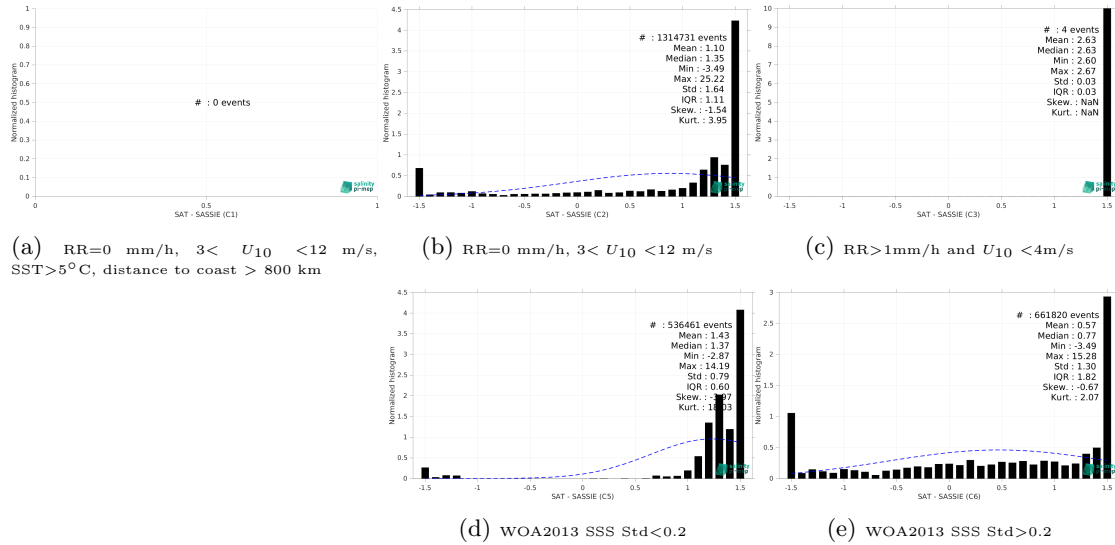 1
0.9
0.8
0.7
0.6
0.5
0.4
0.3
0.2
0.1
0
Normalized histogram
# : 0 events
salinity
pi-mep
0 0.5 1
SAT - SASSIE (C1)
(a) RR=0 mm/h, 3< U10 <12 m/s,
SST>5°C, distance to coast > 800 km
4.5
4
3.5
3
2.5
2
1.5
1
0.5
0
Normalized histogram
# : 1314731 events
Mean : 1.10
Median : 1.35
Min : -3.49
Max : 25.22
Std : 1.64
IQR : 1.11
Skew. : -1.54
Kurt. : 3.95
salinity
pi-mep
-1.5 -1 -0.5 0 0.5 1 1.5
SAT - SASSIE (C2)
(b) RR=0 mm/h, 3< U10 <12 m/s
10
9
8
7
6
5
4
3
2
1
0
Normalized histogram
# : 4 events
Mean : 2.63
Median : 2.63
Min : 2.60
Max : 2.67
Std : 0.03
IQR : 0.03
Skew. : NaN
Kurt. : NaN
salinity
pi-mep
-1.5 -1 -0.5 0 0.5 1 1.5
SAT - SASSIE (C3)
(c) RR>1mm/h and U10 <4m/s
4.5
4
3.5
3
2.5
2
1.5
1
0.5
0
Normalized histogram
# : 536461 events
Mean : 1.43
Median : 1.37
Min : -2.87
Max : 14.19
Std : 0.79
IQR : 0.60
Skew. :
Kurt. :
salinity
pi-mep
-1.5 -1 -0.5 0 0.5 1 1.5
SAT - SASSIE (C5)
(d) WOA2013 SSS Std<0.2
3
2.5
2
1.5
1
0.5
0
Normalized histogram
# : 661820 events
Mean : 0.57
Median : 0.77
Min : -3.49
Max : 15.28
Std : 1.30
IQR : 1.82
Skew. : -0.67
Kurt. : 2.07
salinity
pi-mep
-1.5 -1 -0.5 0 0.5 1 1.5
SAT - SASSIE (C6)
(e) WOA2013 SSS Std>0.2